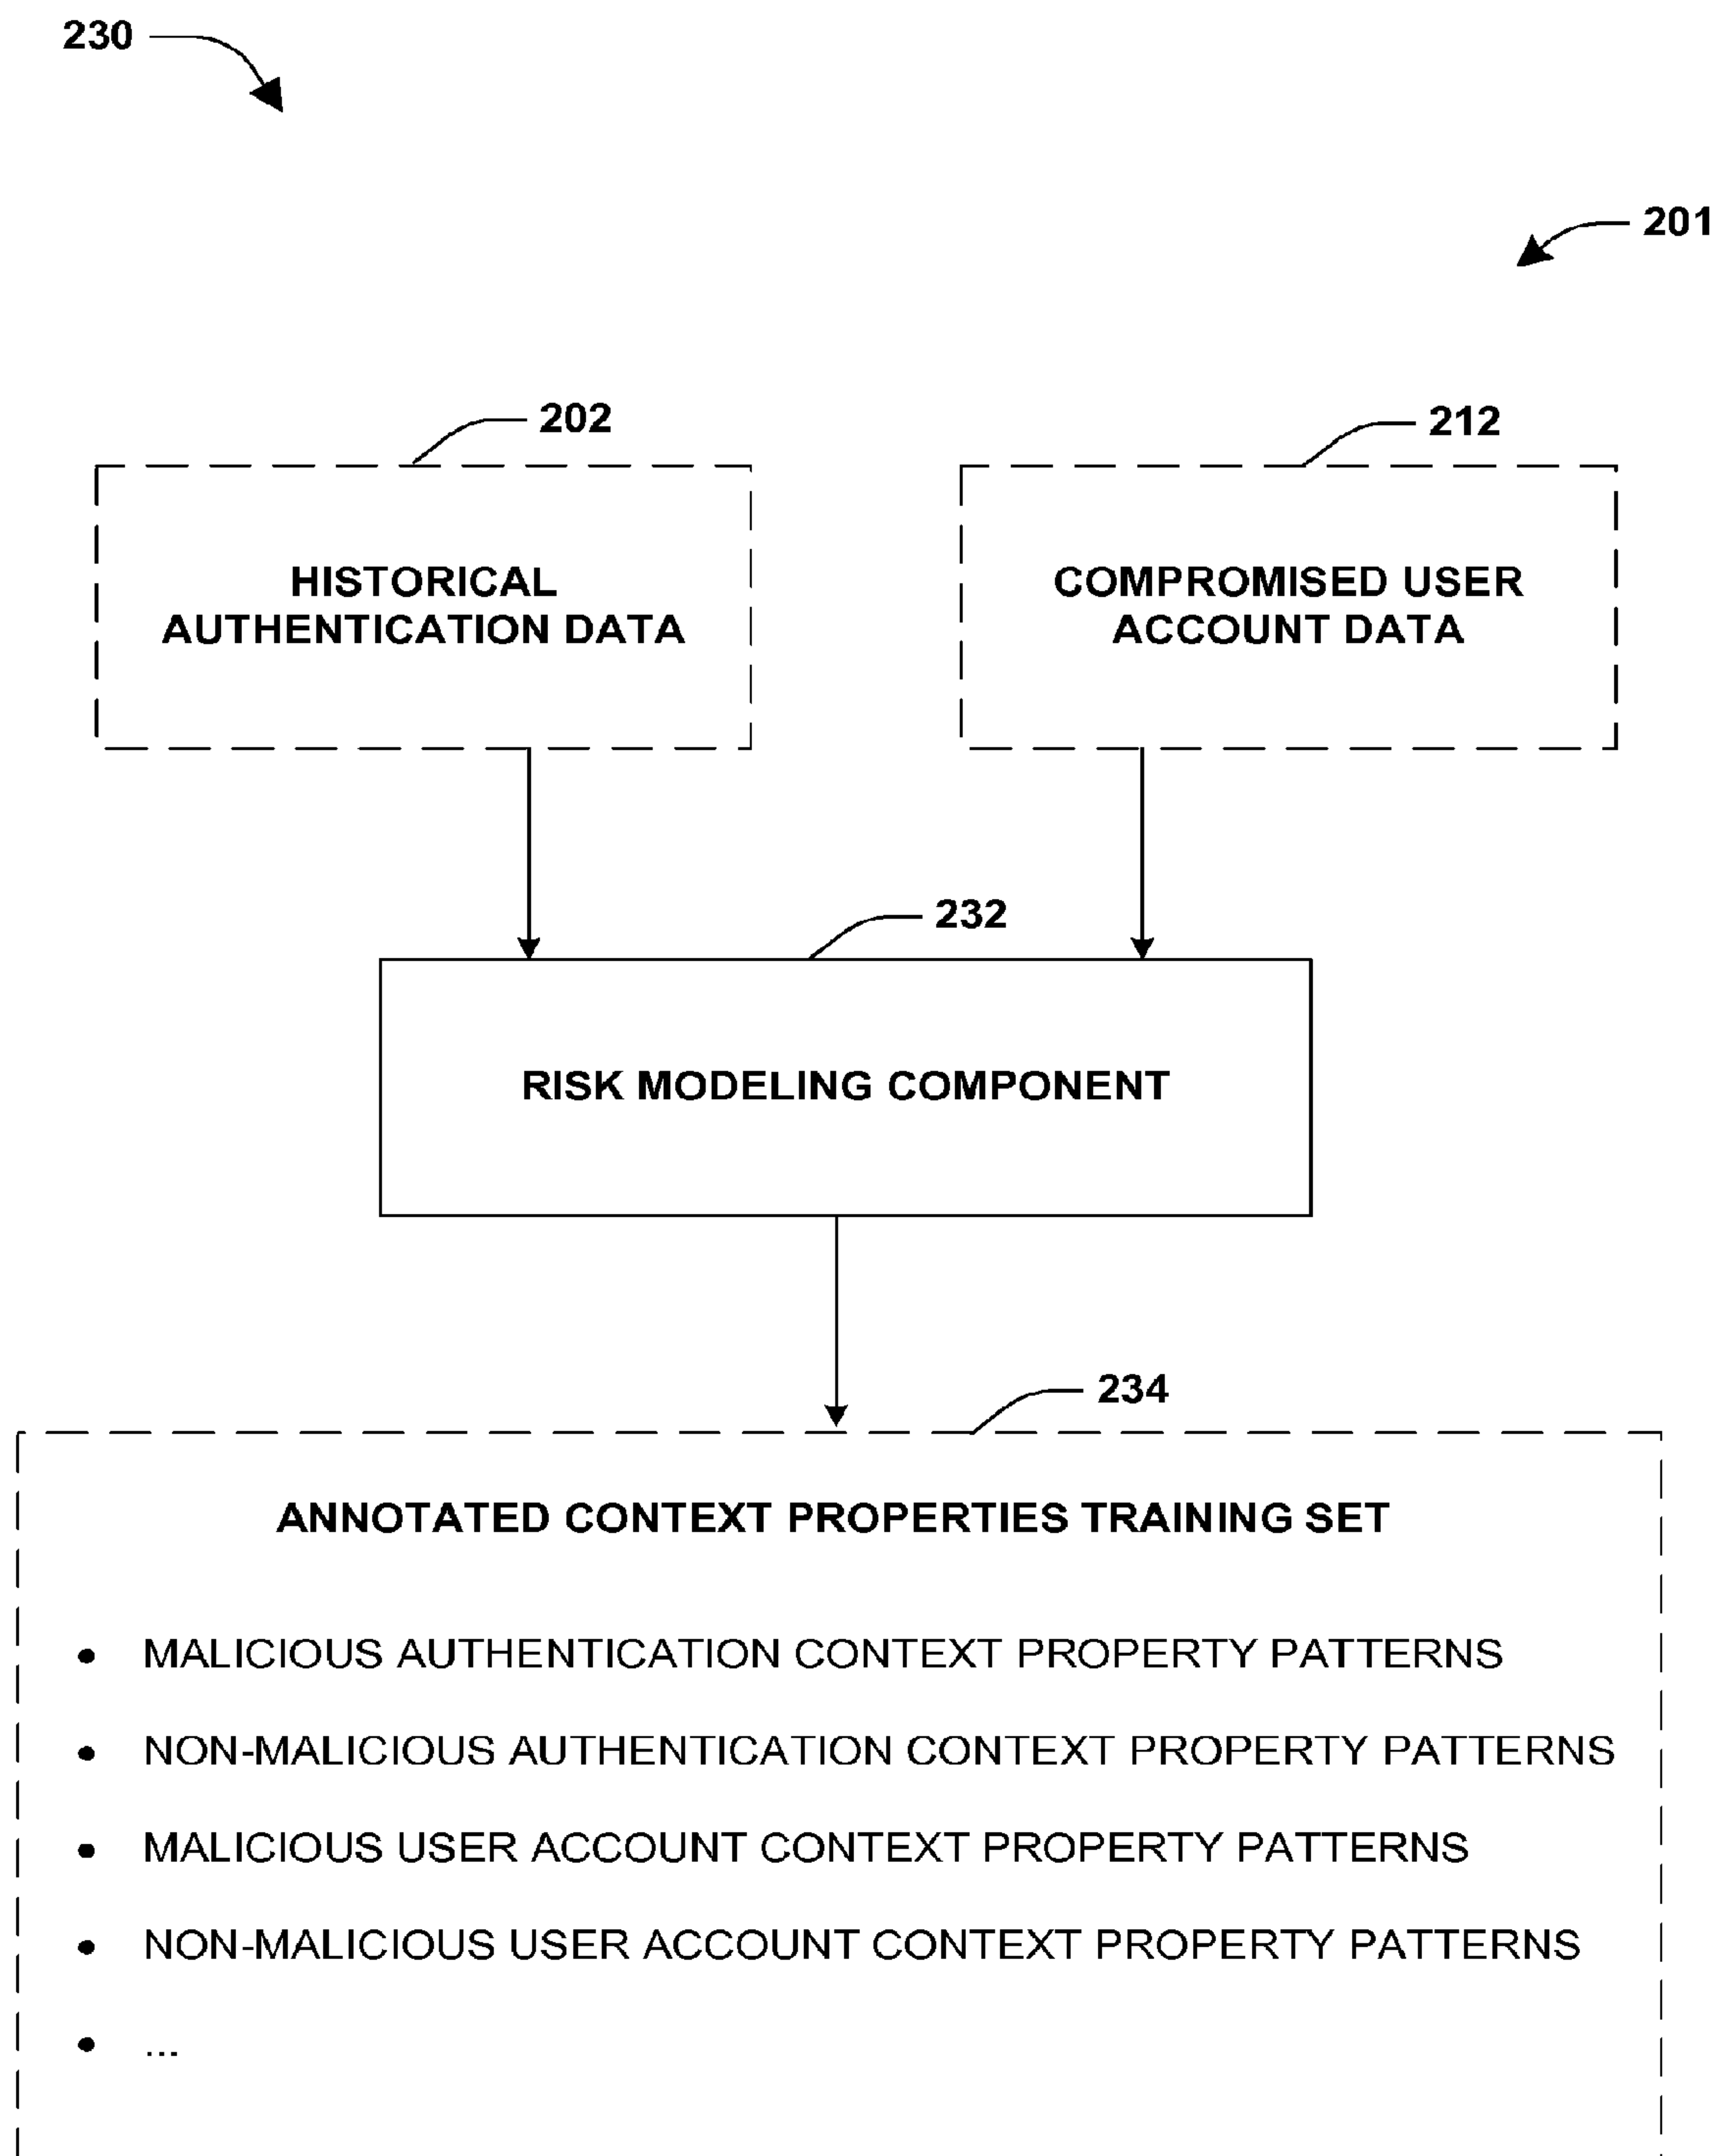 230
201
202
212
HISTORICAL
AUTHENTICATION DATA
COMPROMISED USER
ACCOUNT DATA
232
RISK MODELING COMPONENT
234
ANNOTATED CONTEXT PROPERTIES TRAINING SET
• MALICIOUS AUTHENTICATION CONTEXT PROPERTY PATTERNS
• NON-MALICIOUS AUTHENTICATION CONTEXT PROPERTY PATTERNS
• MALICIOUS USER ACCOUNT CONTEXT PROPERTY PATTERNS
• NON-MALICIOUS USER ACCOUNT CONTEXT PROPERTY PATTERNS
• ...